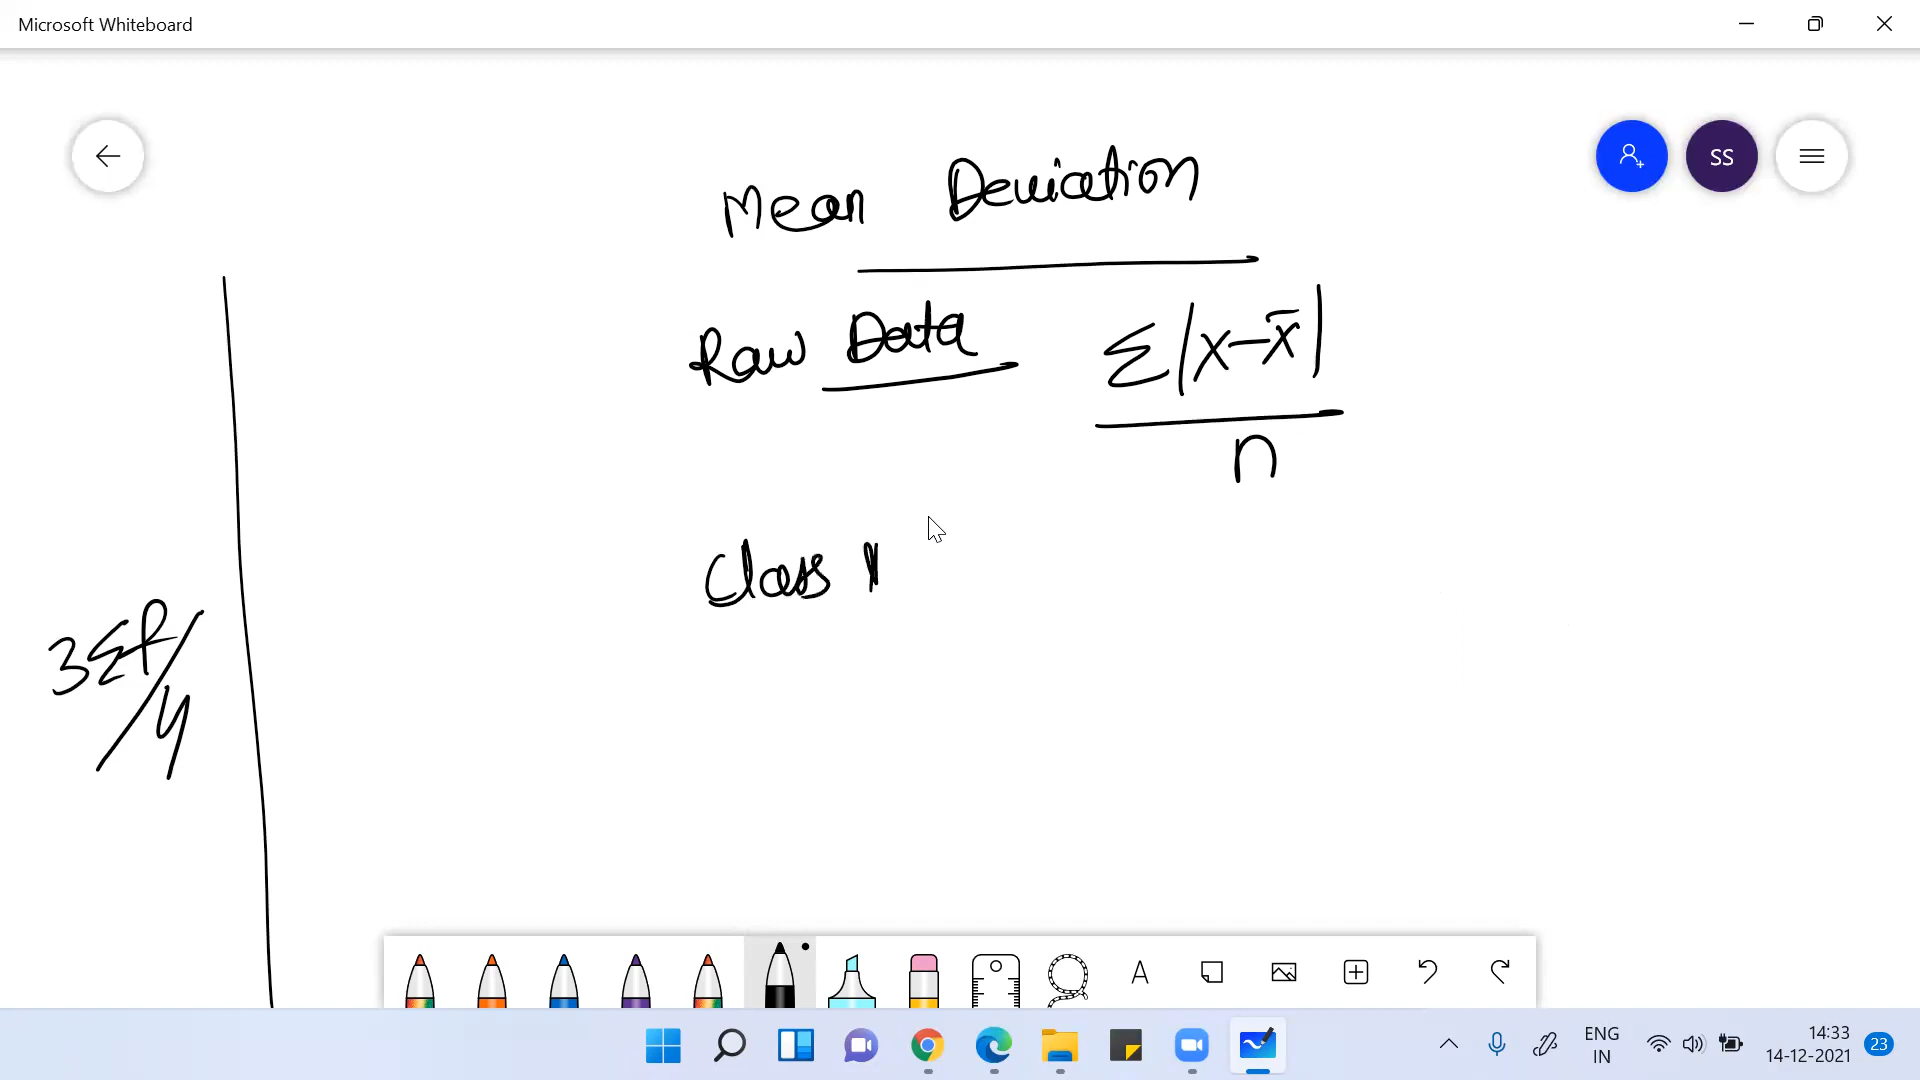 Microsoft Whiteboard
SS
Mean Deviation
Raw Data Σ|x-x̄|
n
Class
3Σf/
/4
A
ENG
IN
14:33
14-12-2021
23